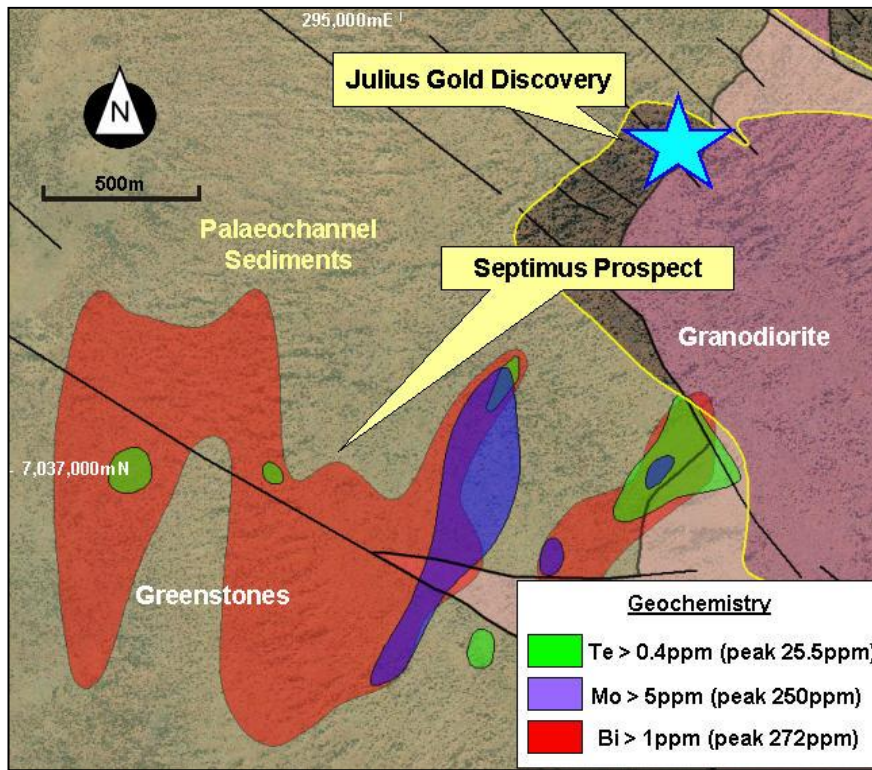 295,000mE
Julius Gold Discovery
N
500m
Palaeochannel
Sediments
Septimus Prospect
Granodiorite
7,037,000mN
Greenstones
Geochemistry
Te > 0.4ppm (peak 25.5ppm)
Mo > 5ppm (peak 250ppm)
Bi > 1ppm (peak 272ppm)